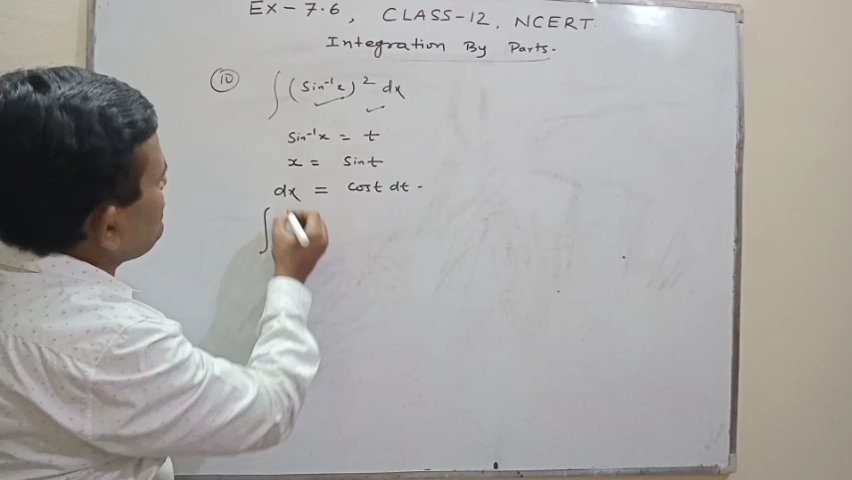 Ex - 7.6, CLASS-12, NCERT.
Integration By Parts.
(10) ∫ (Sin⁻¹x)² dx
Sin⁻¹x = t
x = Sint
dx = Cost dt.
∫